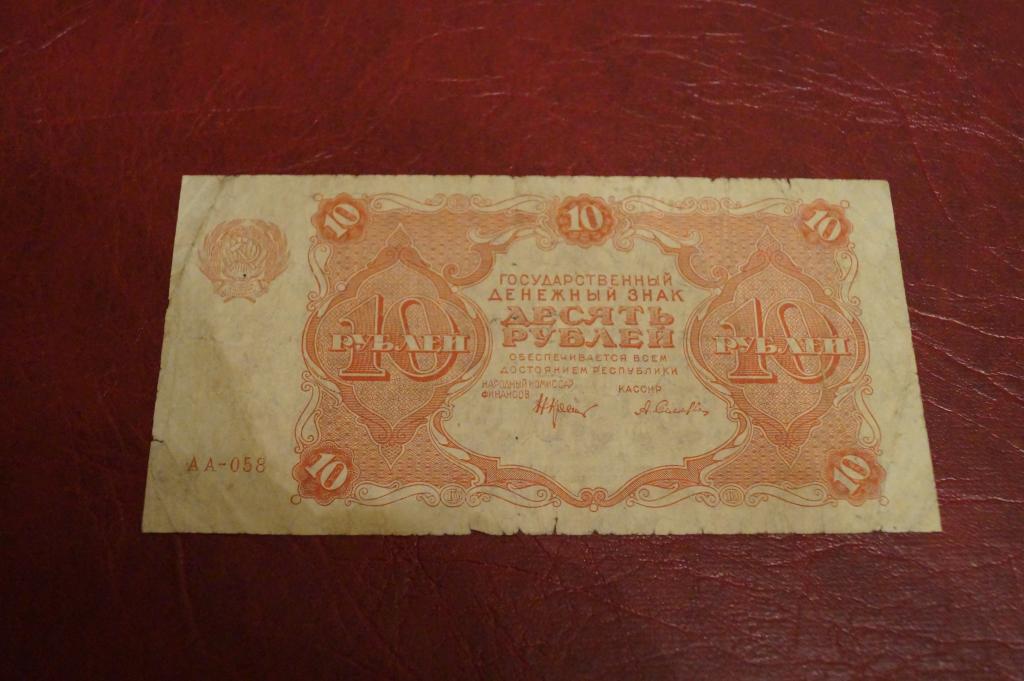 10 10 10
ГОСУДАРСТВЕННЫЙ
ДЕНЕЖНЫЙ ЗНАК
ДЕСЯТЬ
РУБЛЕЙ
10 РУБЛЕЙ
10 РУБЛЕЙ
ОБЕСПЕЧИВАЕТСЯ ВСЕМ
ДОСТОЯНИЕМ РЕСПУБЛИКИ
НАРОДНЫЙ КОМИССАР
ФИНАНСОВ
КАССИР
АА-058
10 10